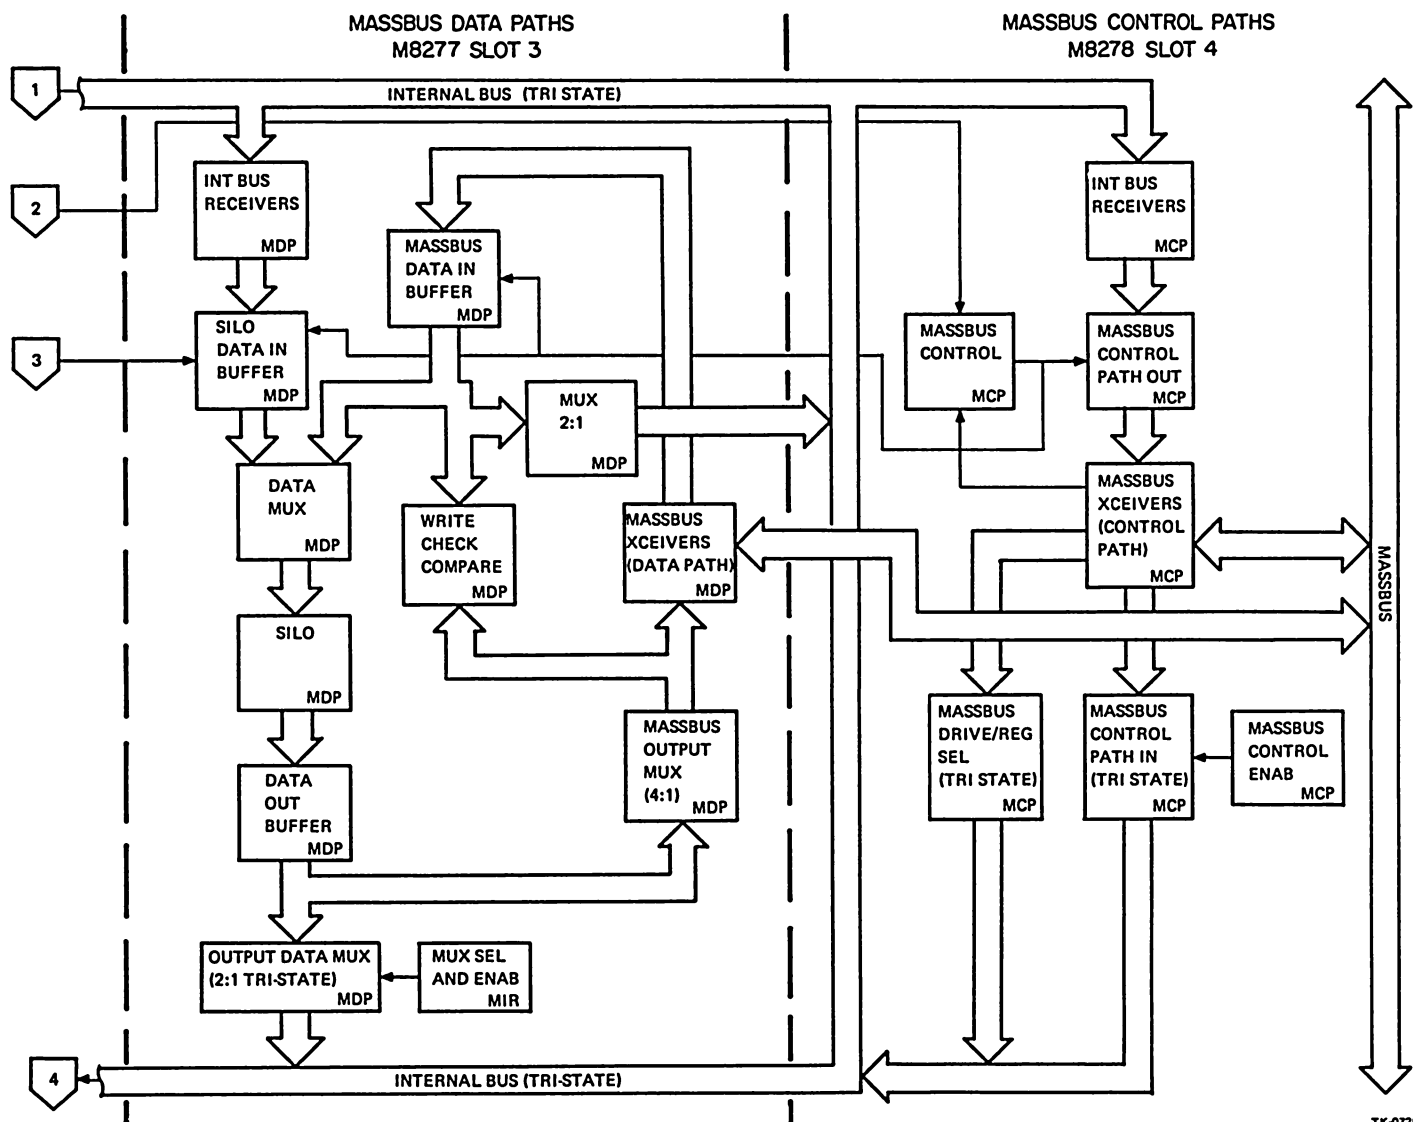 MASSBUS DATA PATHS
M8277 SLOT 3
MASSBUS CONTROL PATHS
M8278 SLOT 4
1
INTERNAL BUS (TRI STATE)
2
INT BUS
RECEIVERS
MDP
MASSBUS
DATA IN
BUFFER
MDP
INT BUS
RECEIVERS
MCP
3
SILO
DATA IN
BUFFER
MDP
MUX
2:1
MDP
MASSBUS
CONTROL
MCP
MASSBUS
CONTROL
PATH OUT
MCP
DATA
MUX
MDP
WRITE
CHECK
COMPARE
MDP
MASSBUS
XCEIVERS
(DATA PATH)
MDP
MASSBUS
XCEIVERS
(CONTROL
PATH)
MCP
MASSBUS
SILO
MDP
MASSBUS
OUTPUT
MUX
(4:1)
MDP
MASSBUS
DRIVE/REG
SEL
(TRI STATE)
MCP
MASSBUS
CONTROL
PATH IN
(TRI STATE)
MCP
MASSBUS
CONTROL
ENAB
MCP
DATA
OUT
BUFFER
MDP
OUTPUT DATA MUX
(2:1 TRI-STATE)
MDP
MUX SEL
AND ENAB
MIR
4
INTERNAL BUS (TRI-STATE)